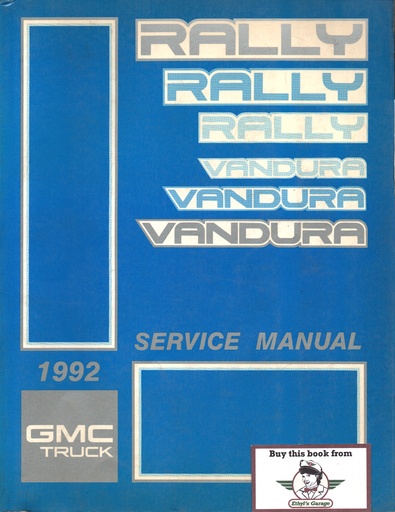 RALLY
RALLY
RALLY
VANDURA
VANDURA
VANDURA
SERVICE MANUAL
1992
GMC
TRUCK
Buy this book from
Ethyl's Garage